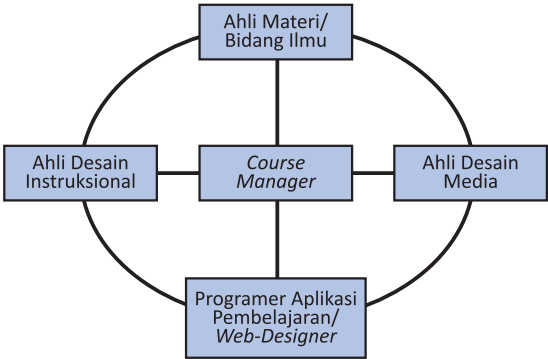 Ahli Materi/
Bidang Ilmu
Ahli Desain
Instruksional
Course
Manager
Ahli Desain
Media
Programer Aplikasi
Pembelajaran/
Web-Designer